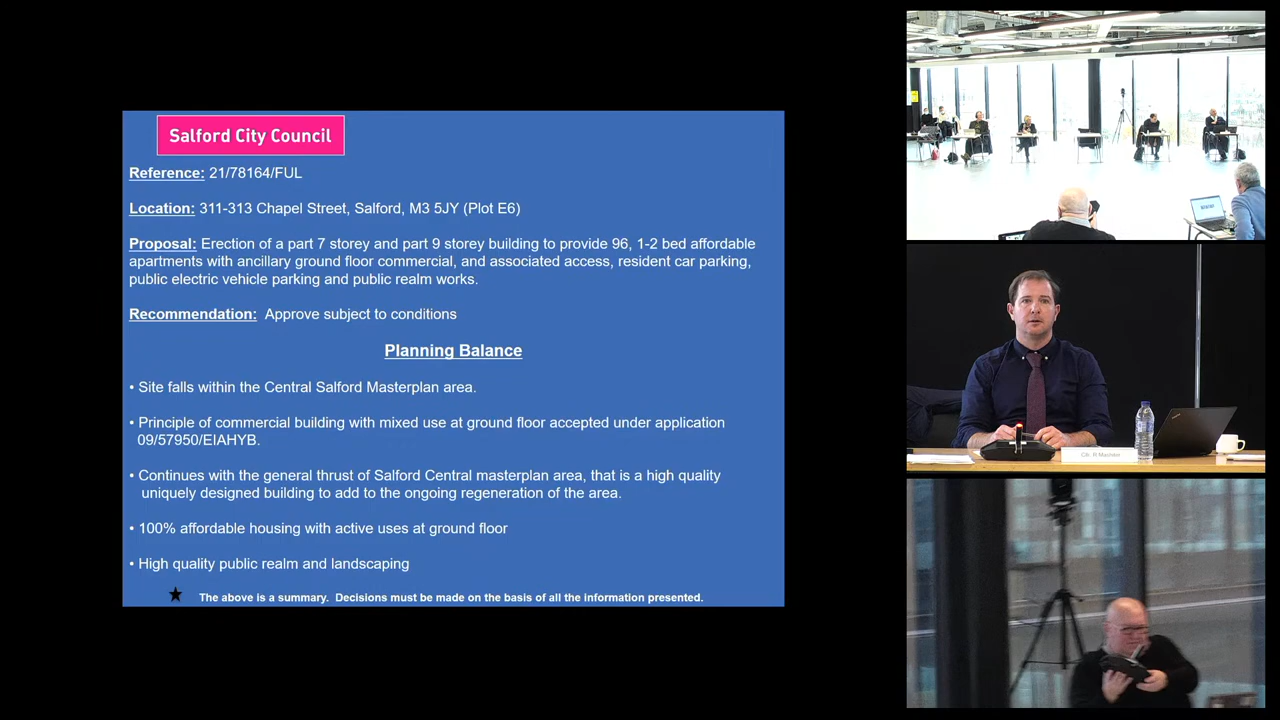 Salford City Council
Reference: 21/78164/FUL
Location: 311-313 Chapel Street, Salford, M3 5JY (Plot E6)
Proposal: Erection of a part 7 storey and part 9 storey building to provide 96, 1-2 bed affordable
apartments with ancillary ground floor commercial, and associated access, resident car parking,
public electric vehicle parking and public realm works.
Recommendation: Approve subject to conditions
Planning Balance
• Site falls within the Central Salford Masterplan area.
• Principle of commercial building with mixed use at ground floor accepted under application
09/57950/EIAHYB.
• Continues with the general thrust of Salford Central masterplan area, that is a high quality
uniquely designed building to add to the ongoing regeneration of the area.
• 100% affordable housing with active uses at ground floor
• High quality public realm and landscaping
★ The above is a summary. Decisions must be made on the basis of all the information presented.
Cllr. R